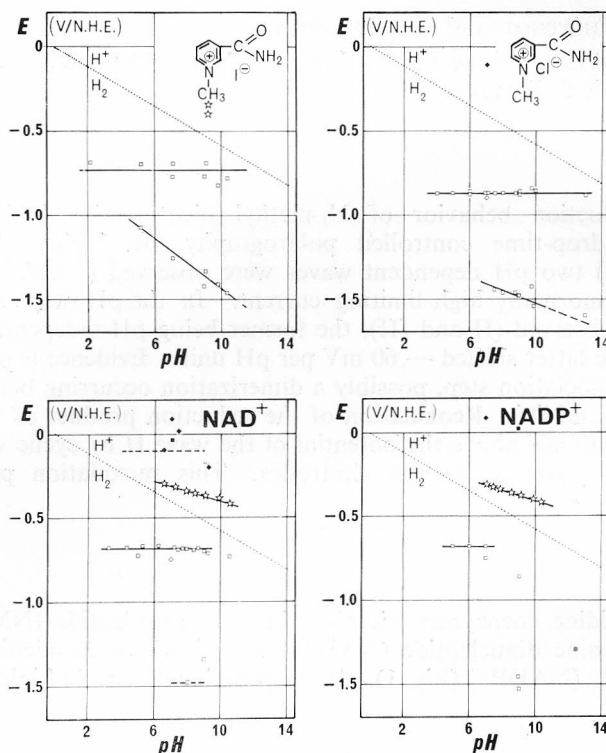 E (V/N.H.E.)
0
H+
H2
−0.5
−1.0
−1.5
2 6 10 14
pH
C O NH2
N I⊖
CH3
E (V/N.H.E.)
0
H+
H2
−0.5
−1.0
−1.5
2 6 10 14
pH
C O NH2
N Cl⊖
CH3
E (V/N.H.E.) NAD+
0
H+
H2
−0.5
−1.0
−1.5
2 6 10 14
pH
E (V/N.H.E.) NADP+
0
H+
H2
−0.5
−1.0
−1.5
2 6 10 14
pH